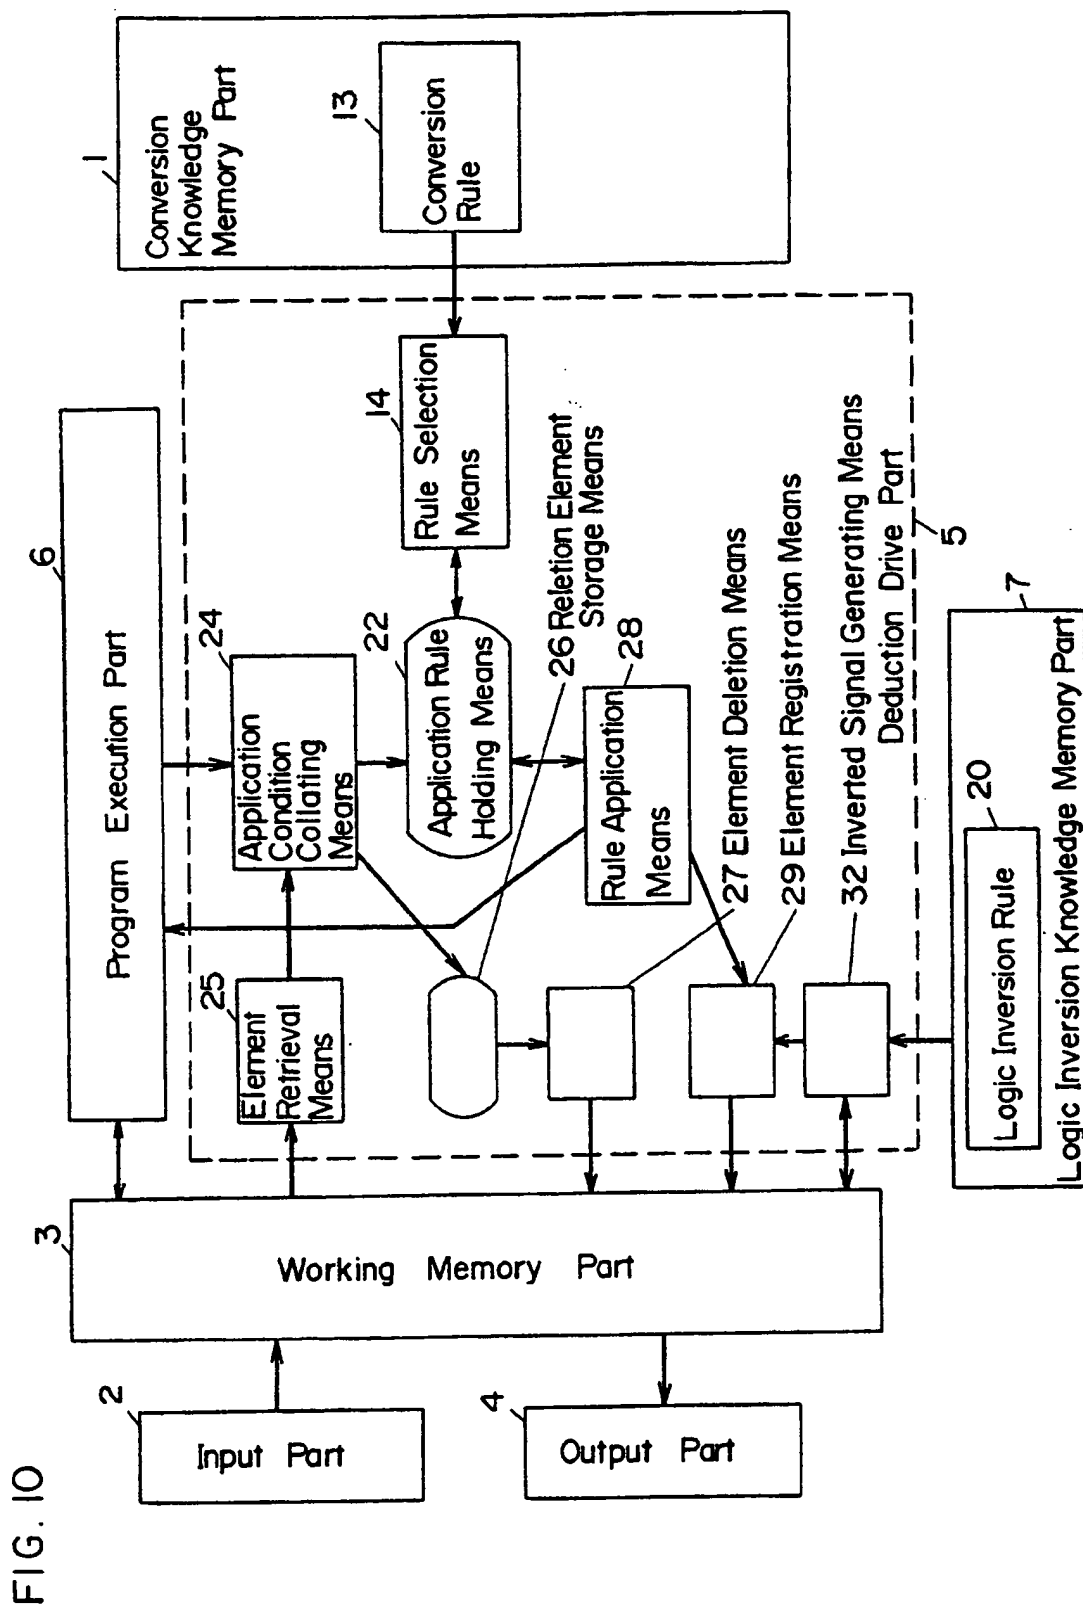 FIG. 10
2
Input Part
4
Output Part
3
Working Memory Part
6
Program Execution Part
25
Element
Retrieval
Means
24
Application
Condition
Collating
Means
22
Application Rule
Holding Means
14
Rule Selection
Means
1
Conversion
Knowledge
Memory Part
13
Conversion
Rule
26 Reletion Element
Storage Means
28
Rule Application
Means
27 Element Deletion Means
29 Element Registration Means
32 Inverted Signal Generating Means
Deduction Drive Part
5
7
20
Logic Inversion Rule
Logic Inversion Knowledge Memory Part